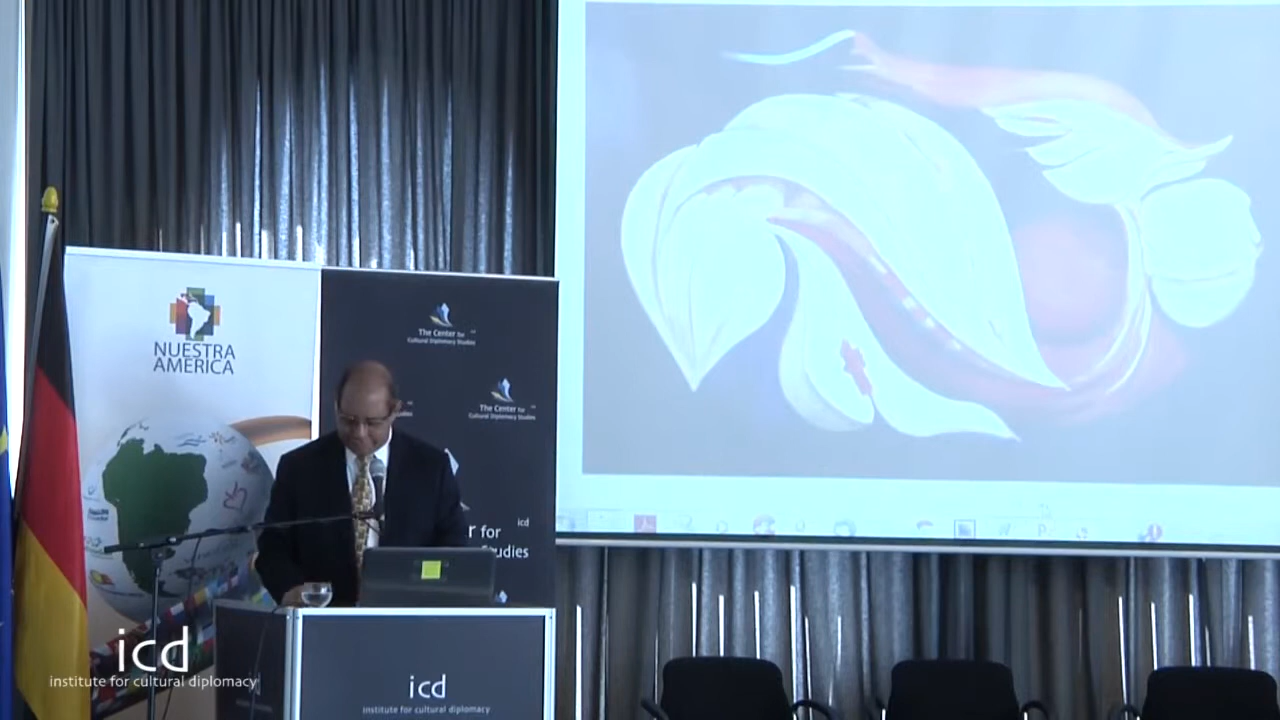 NUESTRA
AMERICA
The Center for
Cultural Diplomacy Studies
The Center for
Cultural Diplomacy Studies
icd
r for
Studies
icd
institute for cultural diplomacy
icd
institute for cultural diplomacy